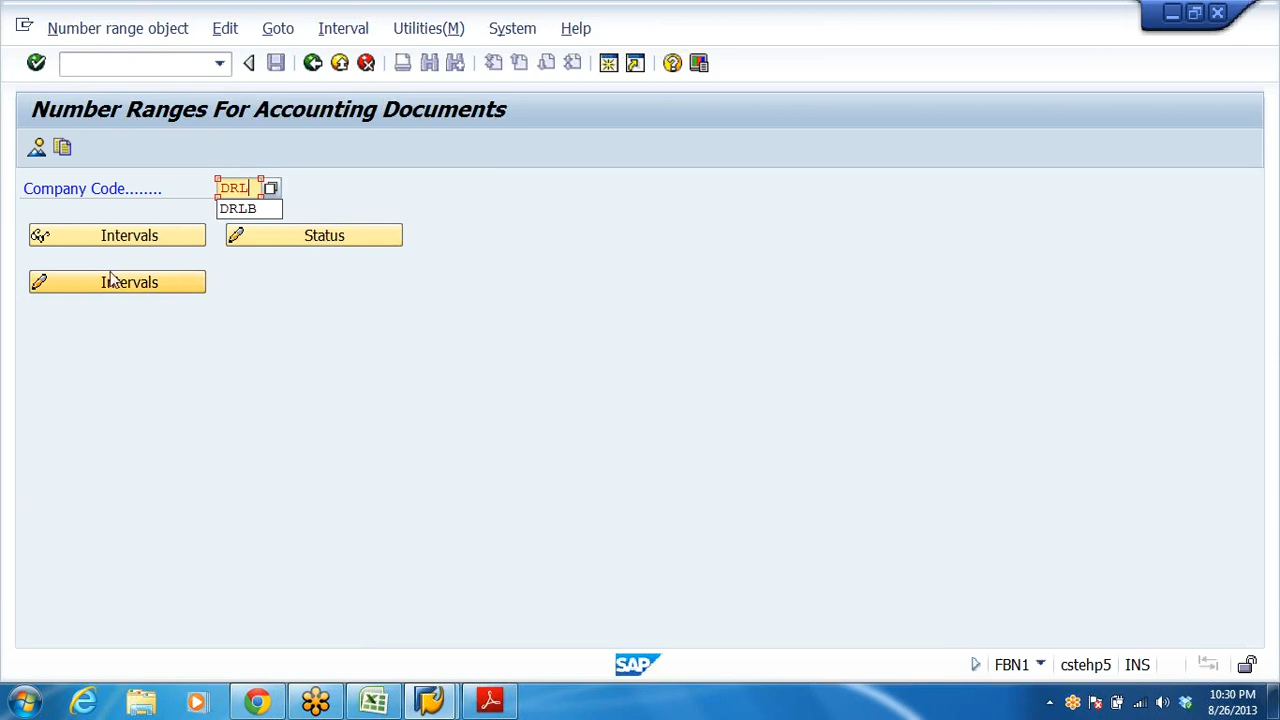 Number range object Edit Goto Interval Utilities(M) System Help
Number Ranges For Accounting Documents
Company Code........ DRL
DRLB
Intervals Status
Intervals
SAP FBN1 cstehp5 INS
10:30 PM
8/26/2013